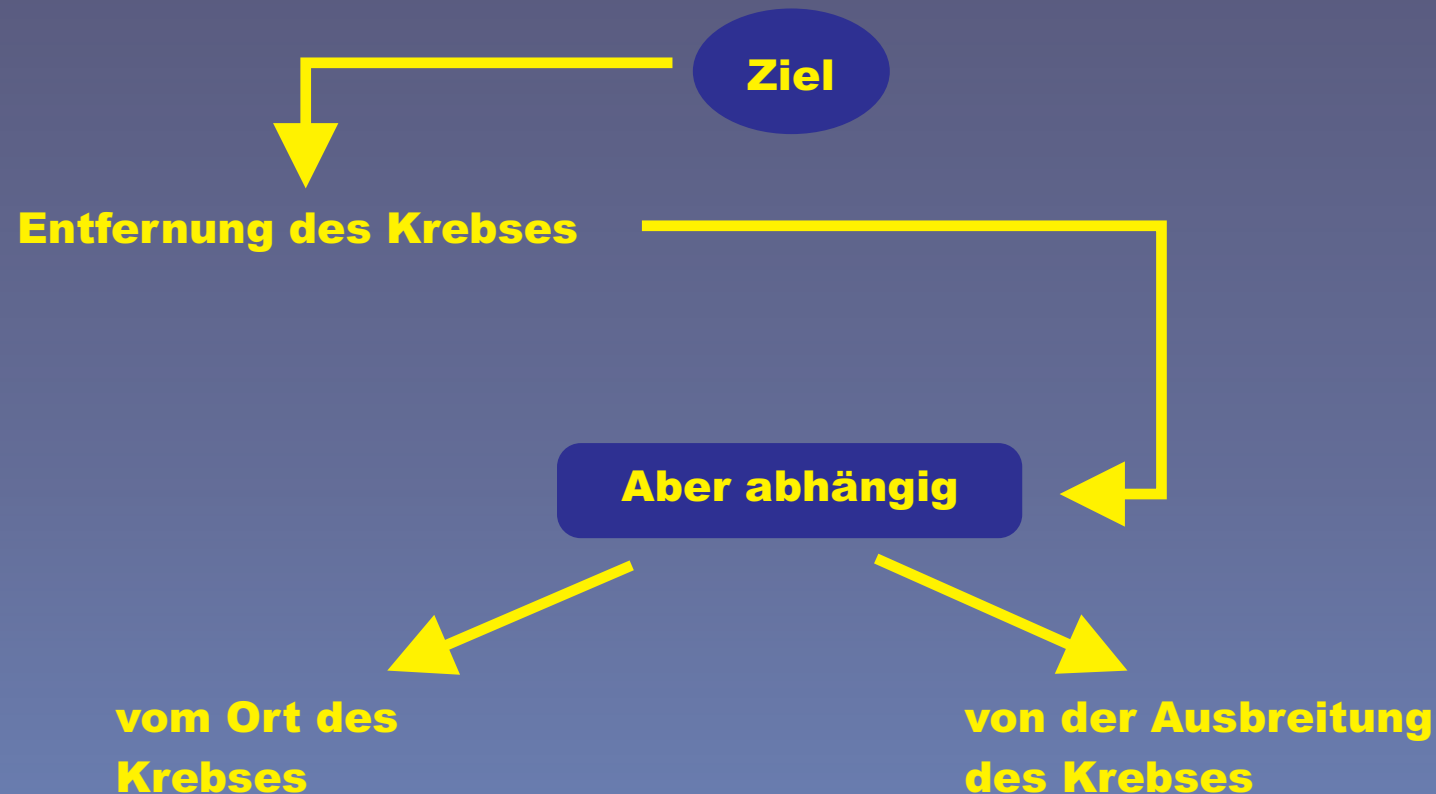 Ziel
Entfernung des Krebses
Aber abhängig
vom Ort des
Krebses
von der Ausbreitung
des Krebses